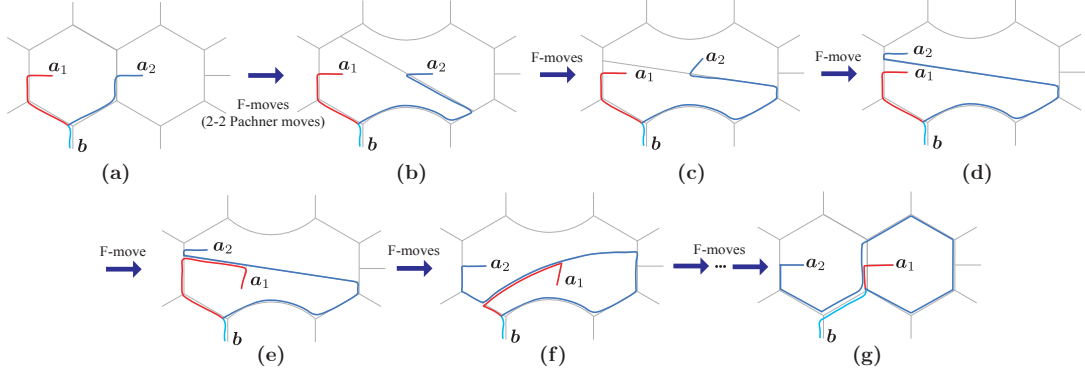 a1 a2 b
(a)
F-moves
(2-2 Pachner moves)
a1 a2 b
(b)
F-moves
a1 a2 b
(c)
F-move
a2
a1
b
(d)
F-move
a2
a1
b
(e)
F-moves
a2 a1 b
(f)
F-moves
...
a2 a1 b
(g)